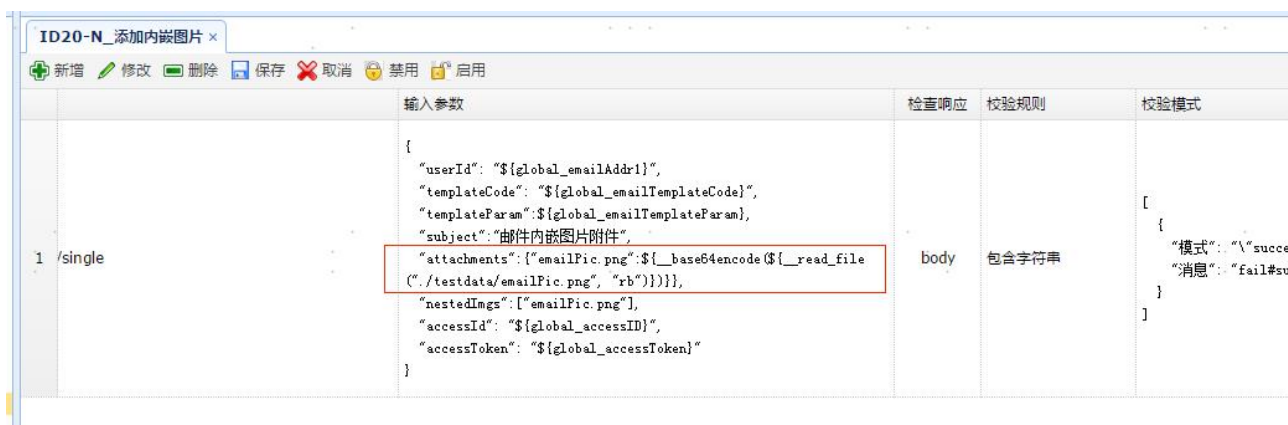 ID20-N_添加内嵌图片 ×
新增 修改 删除 保存 取消 禁用 启用
输入参数 检查响应 校验规则 校验模式
{
"userId": "${global_emailAddr1}",
"templateCode": "${global_emailTemplateCode}",
"templateParam":${global_emailTemplateParam},
"subject":"邮件内嵌图片附件",
"attachments":{"emailPic.png":${__base64encode(${__read_file
("./testdata/emailPic.png", "rb")})}},
"nestedImgs":["emailPic.png"],
"accessId": "${global_accessID}",
"accessToken": "${global_accessToken}"
}
1 /single
body
包含字符串
[
{
"模式": "\"succe
"消息": "fail#su
}
]